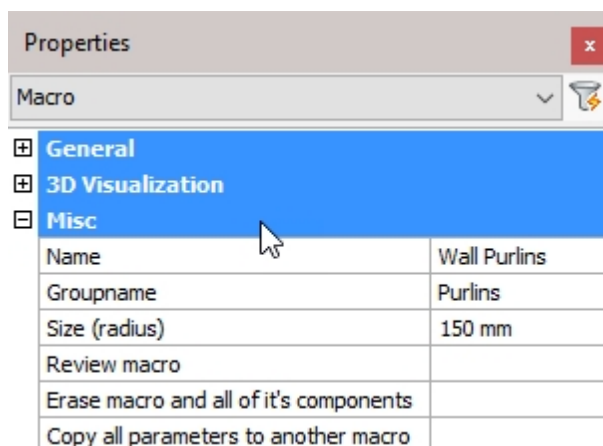 Properties
x
Macro
General
3D Visualization
Misc
Name Wall Purlins
Groupname Purlins
Size (radius) 150 mm
Review macro
Erase macro and all of it's components
Copy all parameters to another macro